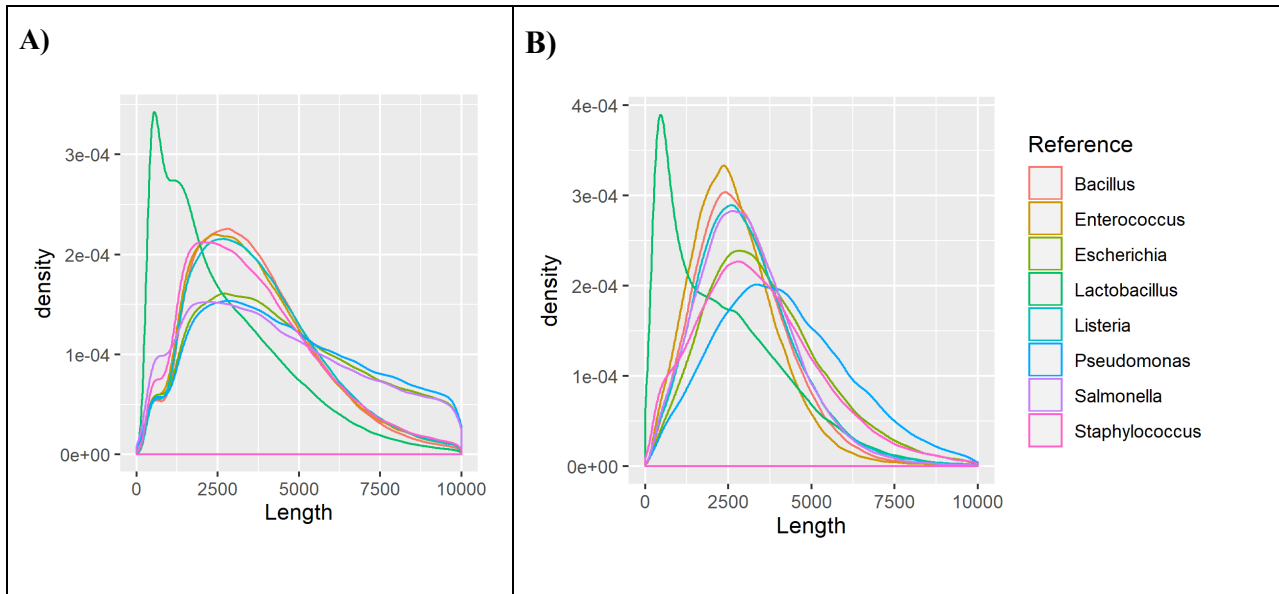 A)
3e-04
2e-04
1e-04
0e+00
density
0
2500
5000
7500
10000
Length
B)
4e-04
3e-04
2e-04
1e-04
0e+00
density
0
2500
5000
7500
10000
Length
Reference
Bacillus
Enterococcus
Escherichia
Lactobacillus
Listeria
Pseudomonas
Salmonella
Staphylococcus